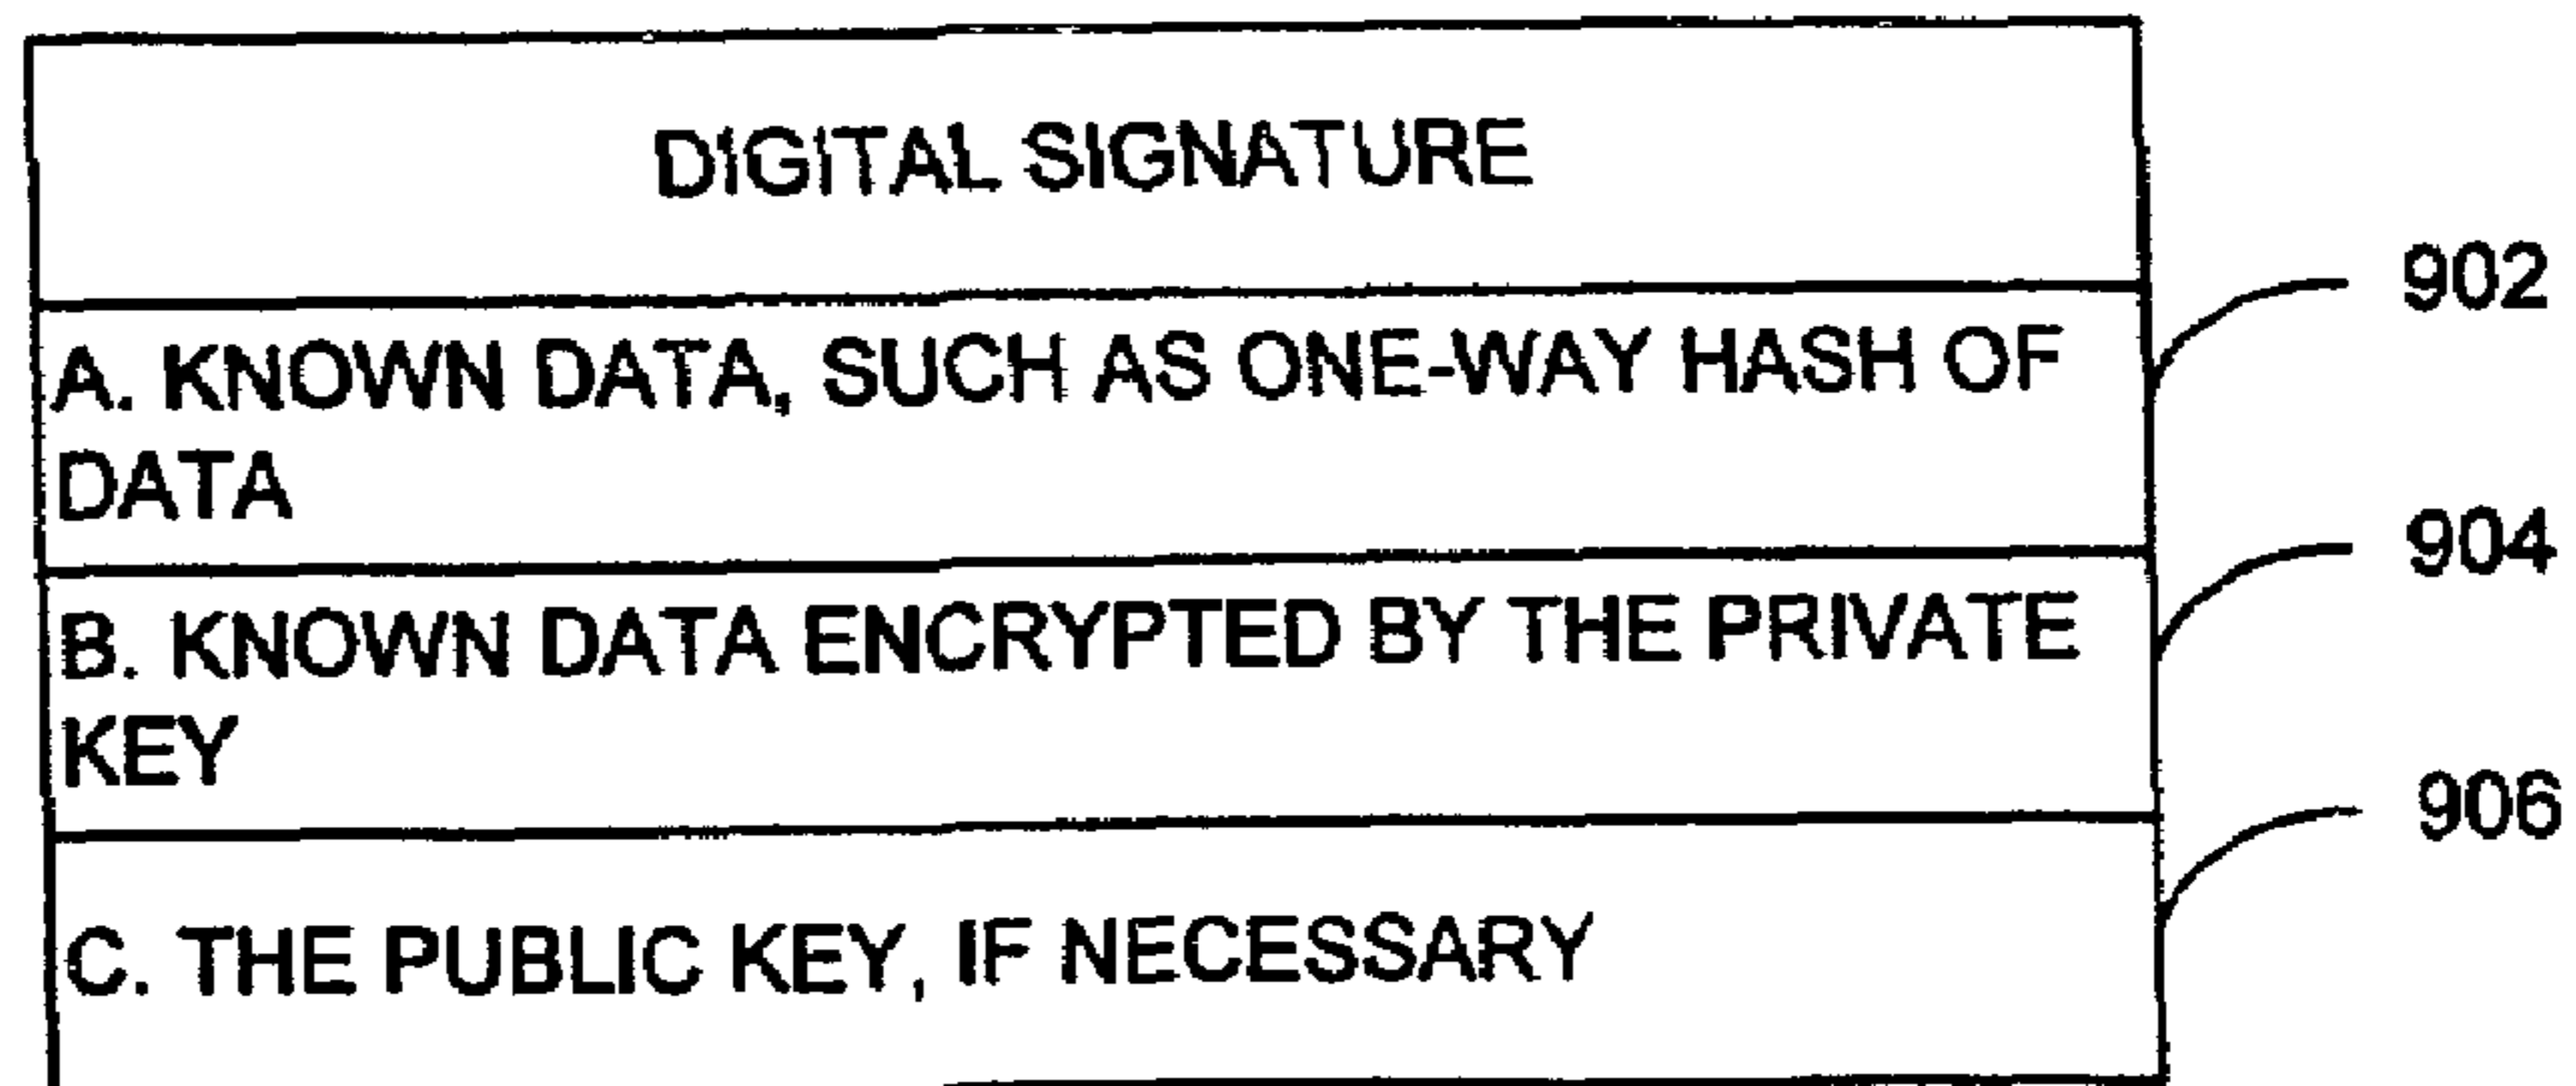 DIGITAL SIGNATURE
902
A. KNOWN DATA, SUCH AS ONE-WAY HASH OF
DATA
904
B. KNOWN DATA ENCRYPTED BY THE PRIVATE
KEY
906
C. THE PUBLIC KEY, IF NECESSARY